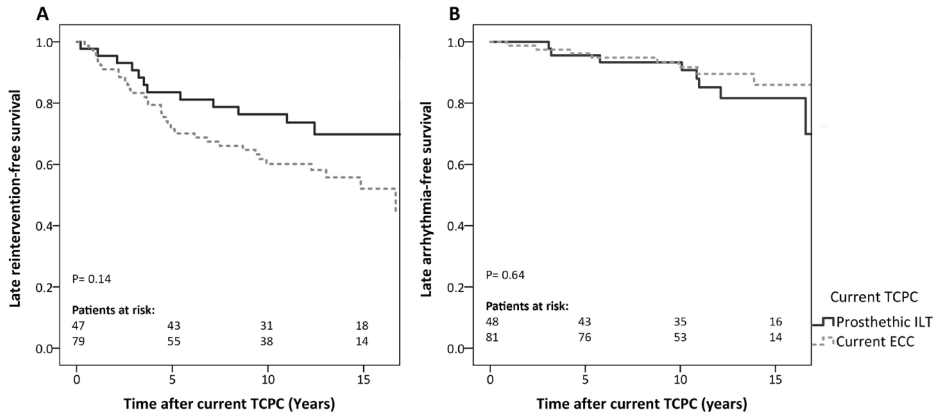 A
Late reintervention-free survival
1.0
0.8
0.6
0.4
0.2
0.0
P= 0.14
Patients at risk:
47 43 31 18
79 55 38 14
0 5 10 15
Time after current TCPC (Years)
B
Late arrhythmia-free survival
1.0
0.8
0.6
0.4
0.2
0.0
P= 0.64
Patients at risk:
48 43 35 16
81 76 53 14
0 5 10 15
Time after current TCPC (years)
Current TCPC
Prosthethic ILT
Current ECC